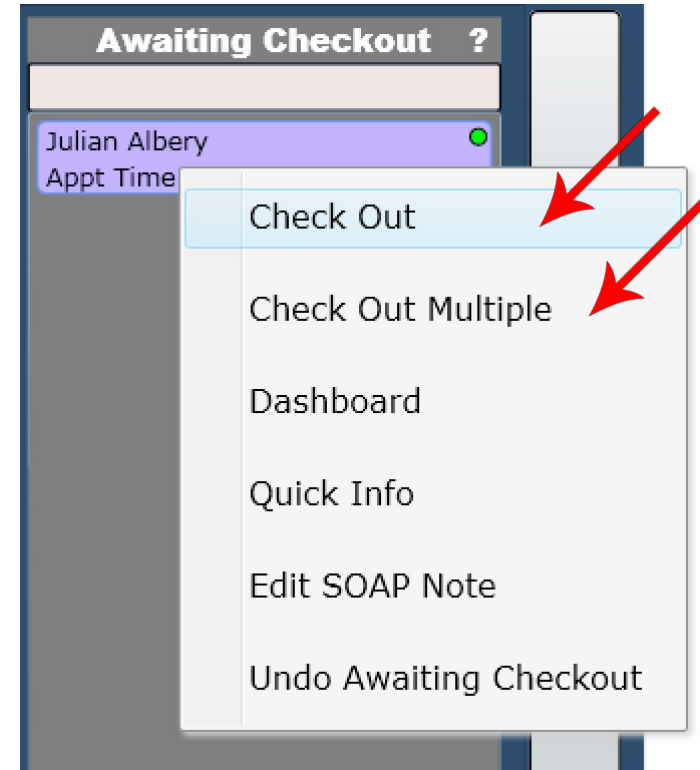 Awaiting Checkout ?
Julian Albery
Appt Time
Check Out
Check Out Multiple
Dashboard
Quick Info
Edit SOAP Note
Undo Awaiting Checkout